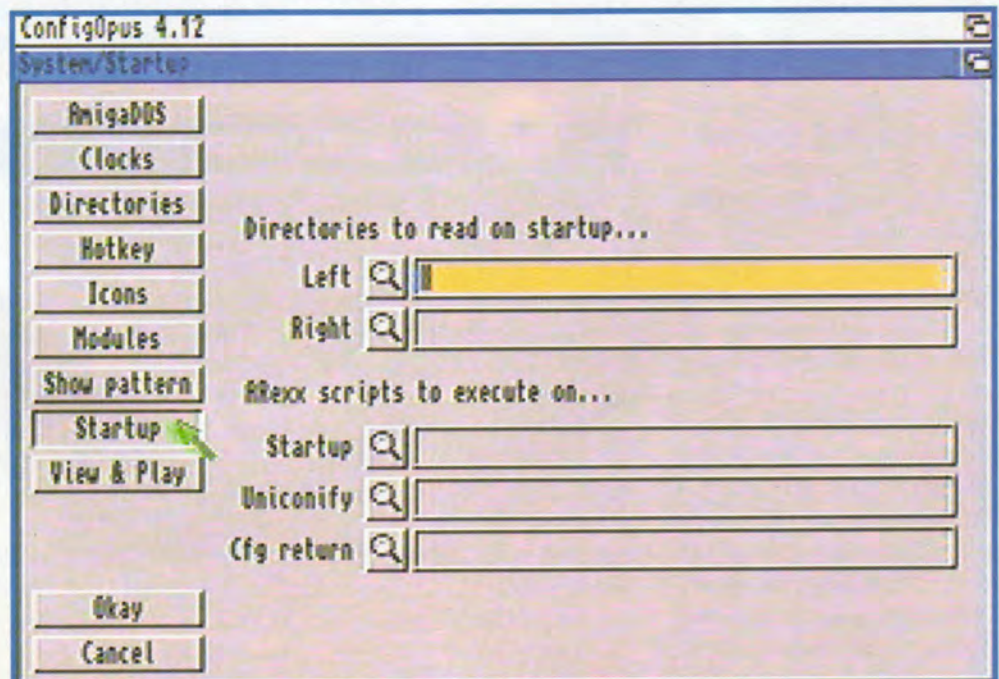 ConfigOpus 4.12
System/Startup
AmigaDOS
Clocks
Directories
Hotkey
Icons
Modules
Show pattern
Startup
View & Play
Okay
Cancel
Directories to read on startup...
Left
Right
ARexx scripts to execute on...
Startup
Uniconify
Cfg return